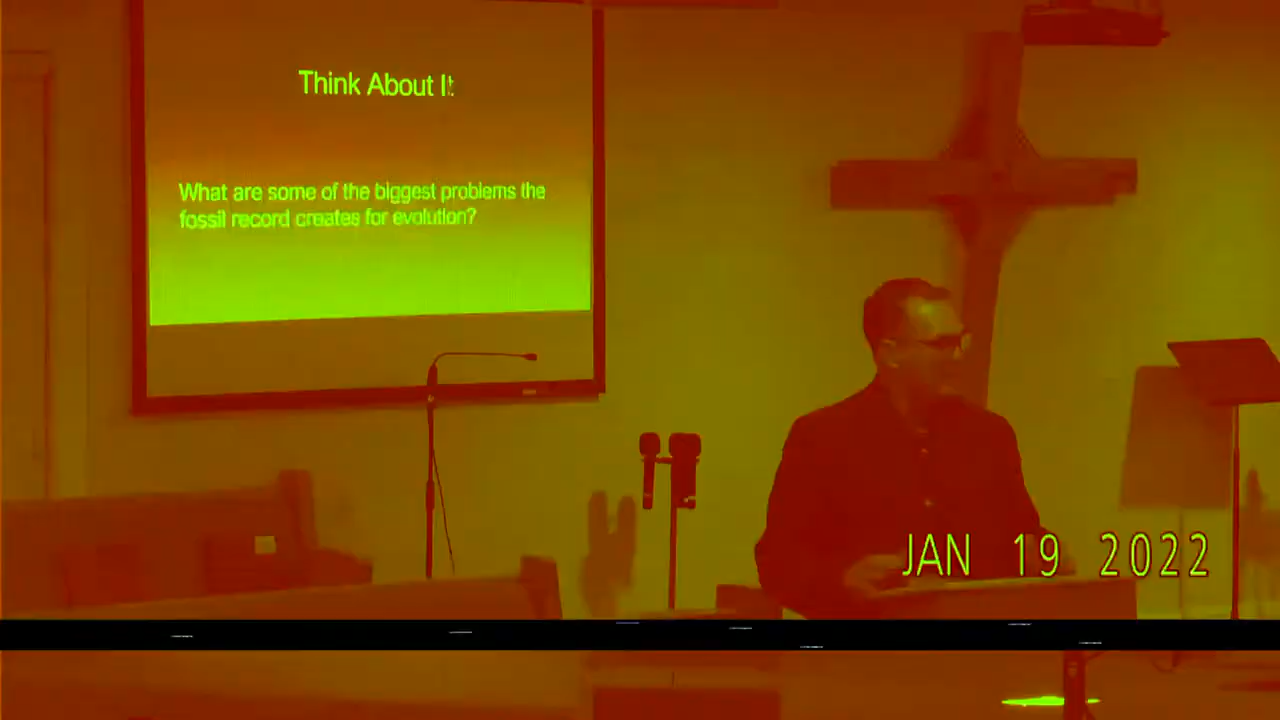 Think About It
What are some of the biggest problems the
fossil record creates for evolution?
JAN 19 2022